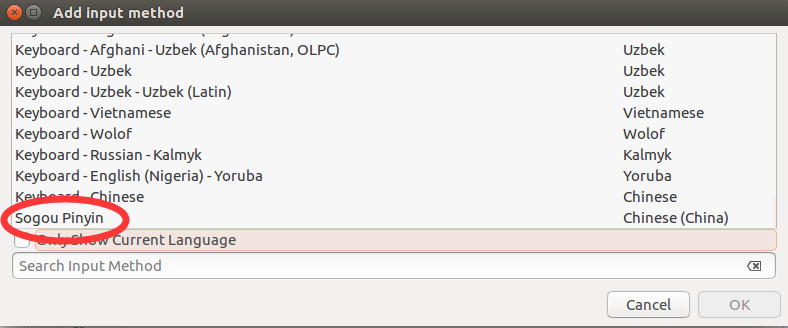 Add input method
Keyboard - Afghani - Uzbek (Afghanistan, OLPC) Uzbek
Keyboard - Uzbek Uzbek
Keyboard - Uzbek - Uzbek (Latin) Uzbek
Keyboard - Vietnamese Vietnamese
Keyboard - Wolof Wolof
Keyboard - Russian - Kalmyk Kalmyk
Keyboard - English (Nigeria) - Yoruba Yoruba
Keyboard - Chinese Chinese
Sogou Pinyin Chinese (China)
Only Show Current Language
Search Input Method
Cancel OK